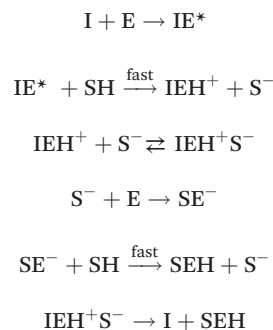 I + E → IE*
IE* + SH —fast→ IEH⁺ + S⁻
IEH⁺ + S⁻ ⇄ IEH⁺S⁻
S⁻ + E → SE⁻
SE⁻ + SH —fast→ SEH + S⁻
IEH⁺S⁻ → I + SEH